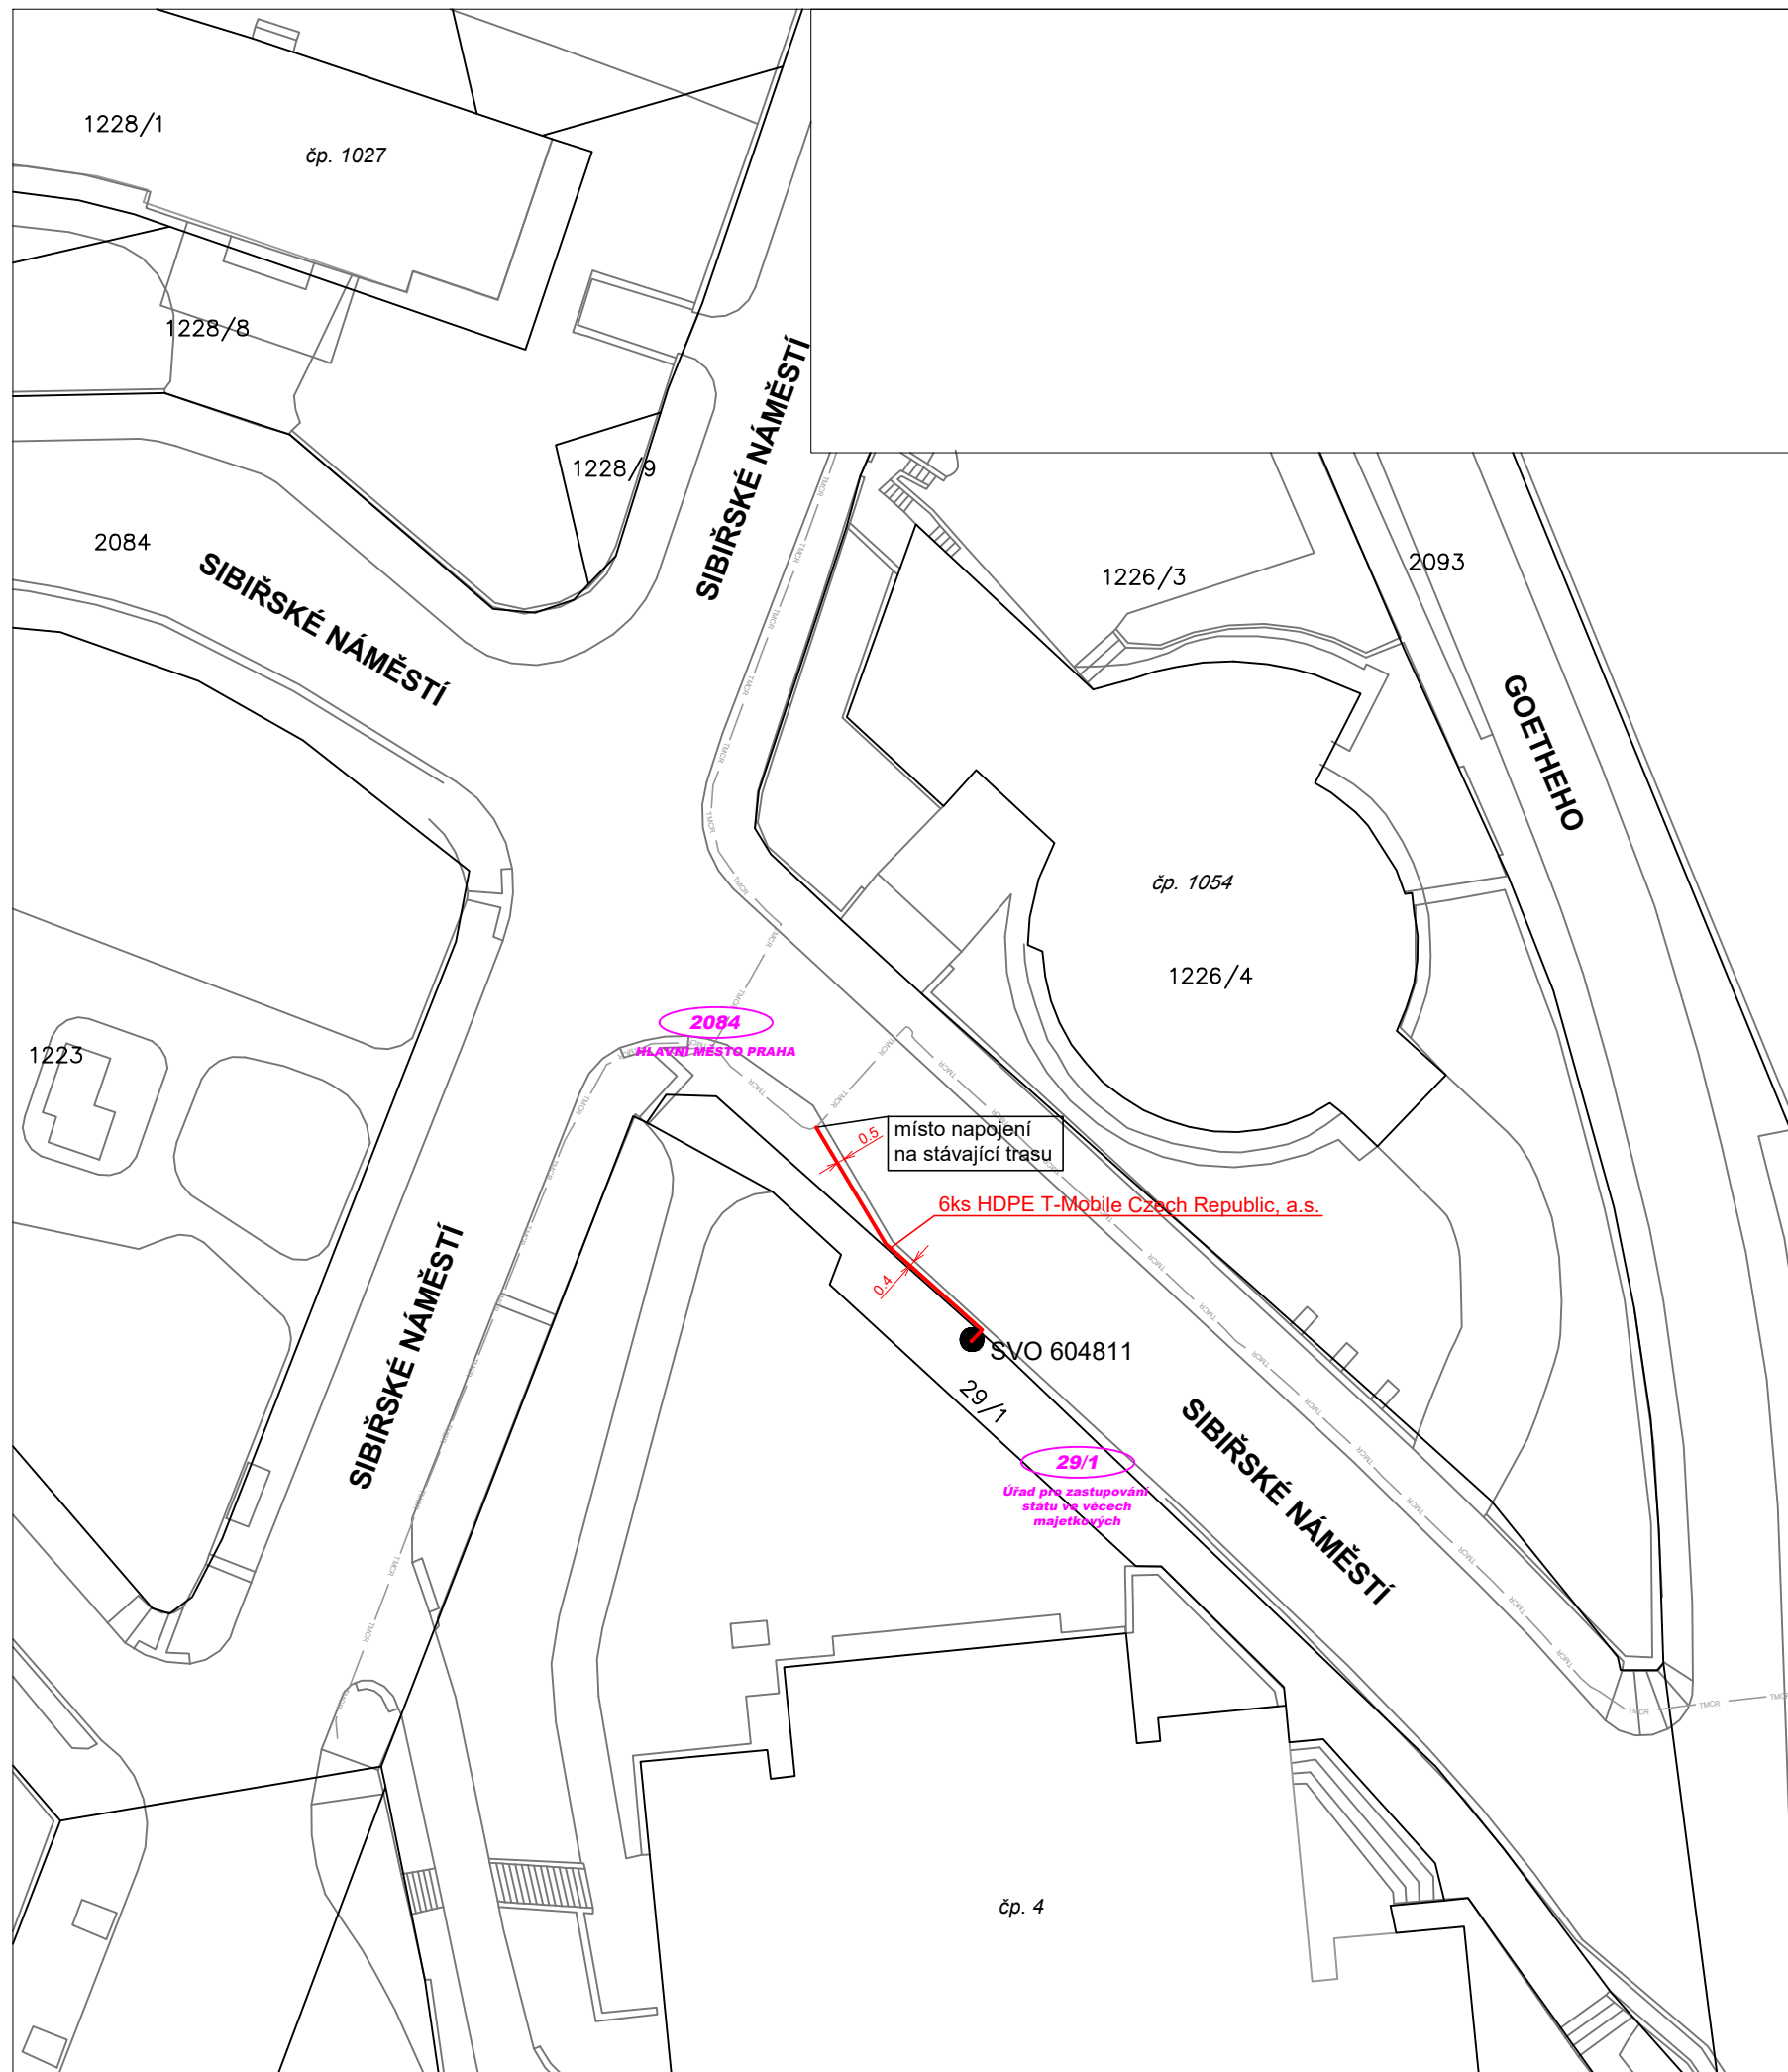 1228/1
čp. 1027
1228/8
SIBIŘSKÉ NÁMĚSTÍ
1228/9
2084
SIBIŘSKÉ NÁMĚSTÍ
1226/3
2093
GOETHEHO
čp. 1054
1226/4
2084
HLAVNÍ MĚSTO PRAHA
1223
0.5
místo napojení
na stávající trasu
6ks HDPE T-Mobile Czech Republic, a.s.
0.4
SVO 604811
SIBIŘSKÉ NÁMĚSTÍ
29/1
SIBIŘSKÉ NÁMĚSTÍ
29/1
Úřad pro zastupování
státu ve věcech
majetkových
TMCR
TMCR
TMCR
čp. 4